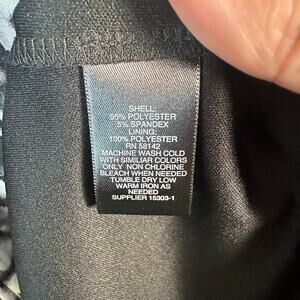 SHELL
95% POLYESTER
5% SPANDEX
LINING:
100% POLYESTER
RN 58142
MACHINE WASH COLD
WITH SIMILIAR COLORS
ONLY NON CHLORINE
BLEACH WHEN NEEDED
TUMBLE DRY LOW
WARM IRON AS
NEEDED
SUPPLIER 15303-1